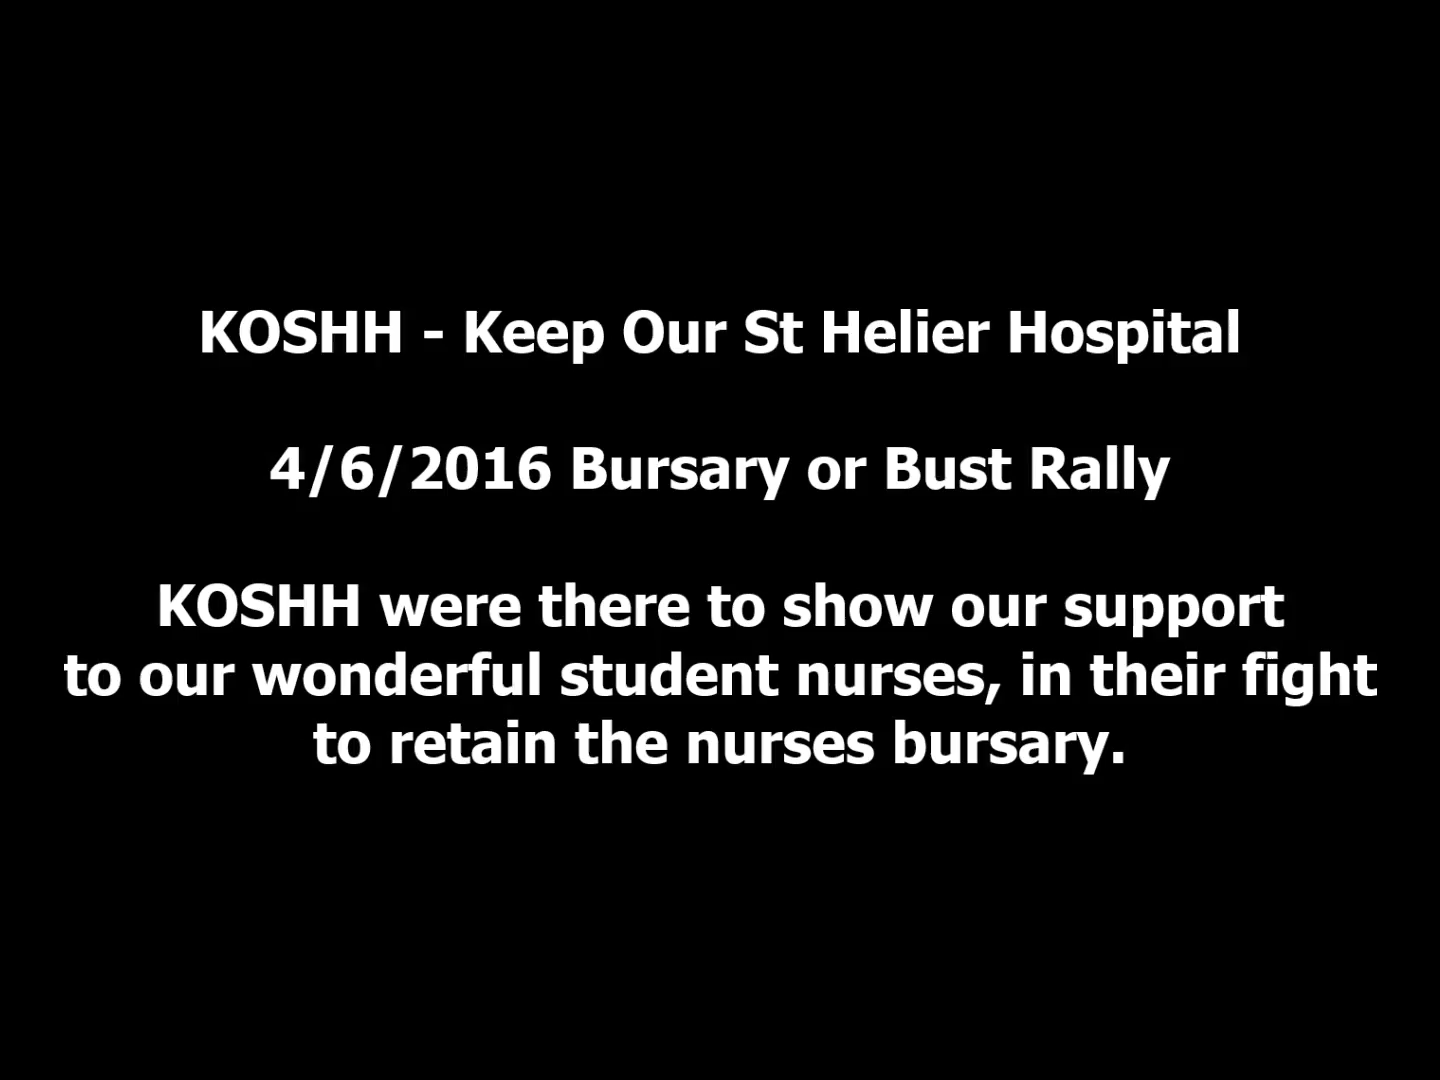 KOSHH - Keep Our St Helier Hospital
4/6/2016 Bursary or Bust Rally
KOSHH were there to show our support
to our wonderful student nurses, in their fight
to retain the nurses bursary.